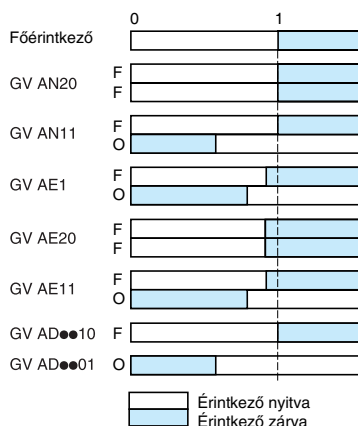 0 1
Főérintkező
GV AN20 F
F
GV AN11 F
O
GV AE1 F
O
GV AE20 F
F
GV AE11 F
O
GV AD●●10 F
GV AD●●01 O
Érintkező nyitva
Érintkező zárva